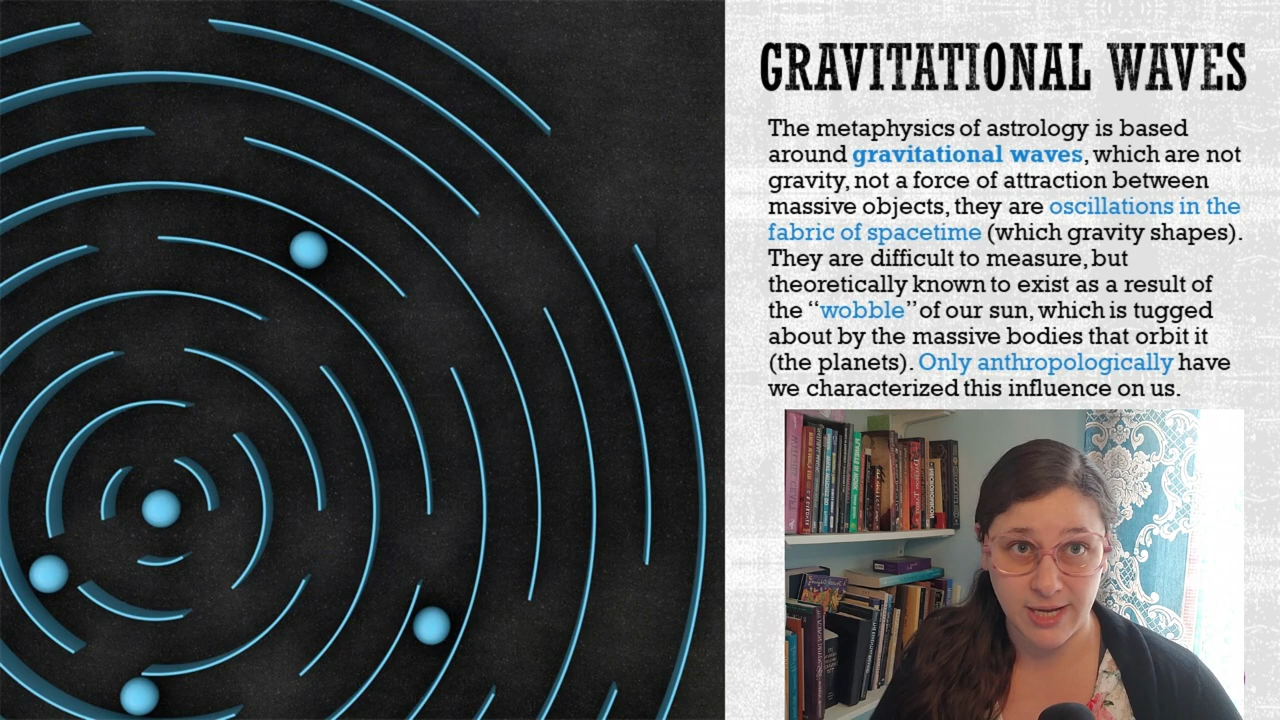 GRAVITATIONAL WAVES
The metaphysics of astrology is based
around gravitational waves, which are not
gravity, not a force of attraction between
massive objects, they are oscillations in the
fabric of spacetime (which gravity shapes).
They are difficult to measure, but
theoretically known to exist as a result of
the “wobble” of our sun, which is tugged
about by the massive bodies that orbit it
(the planets). Only anthropologically have
we characterized this influence on us.
NECRONOMICON